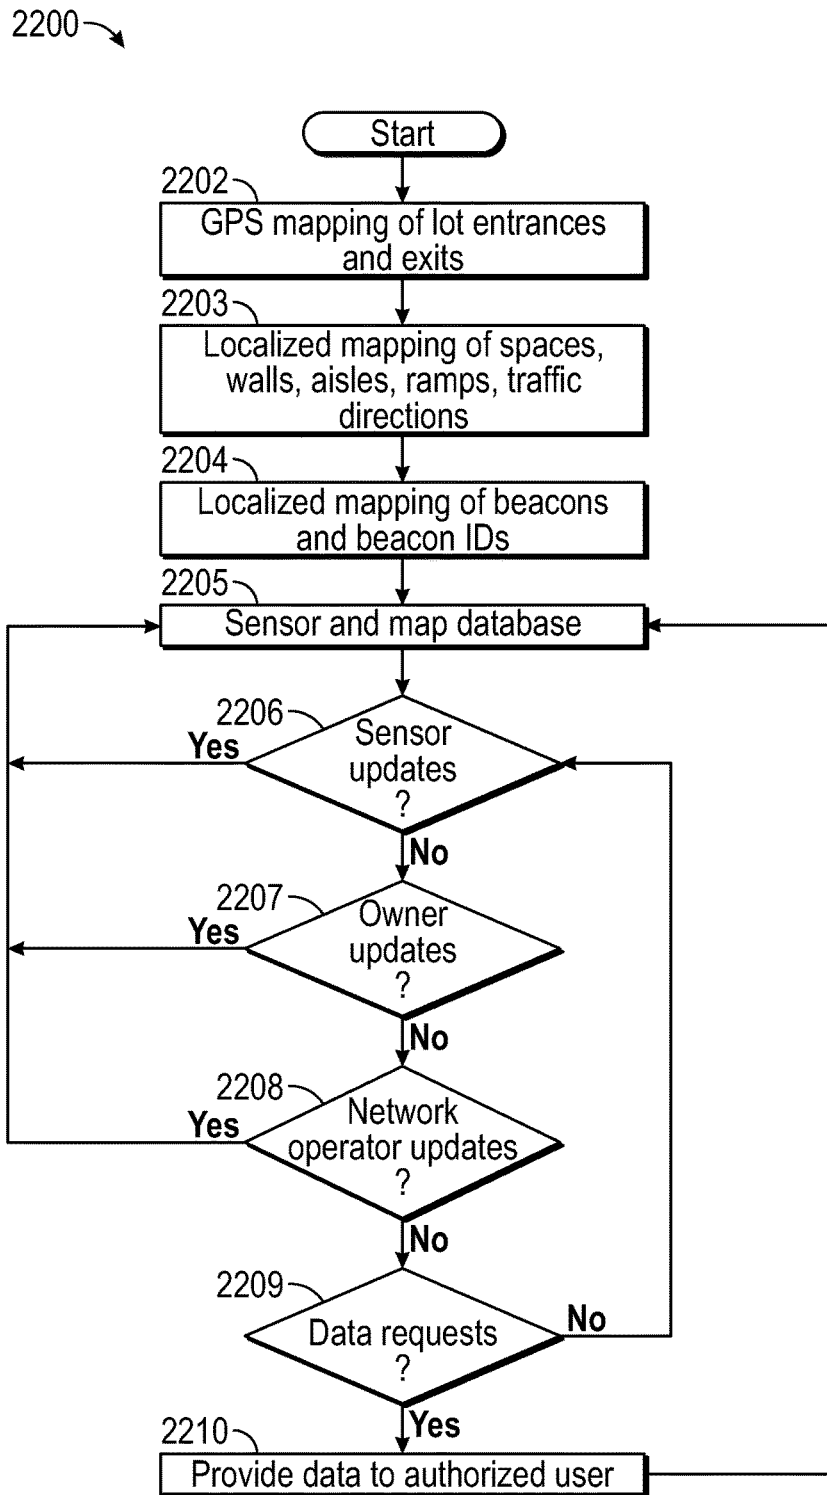 2200
Start
2202
GPS mapping of lot entrances
and exits
2203
Localized mapping of spaces,
walls, aisles, ramps, traffic
directions
2204
Localized mapping of beacons
and beacon IDs
2205
Sensor and map database
2206
Yes
Sensor
updates
?
No
2207
Yes
Owner
updates
?
No
2208
Yes
Network
operator updates
?
No
2209
Data requests
?
No
Yes
2210
Provide data to authorized user